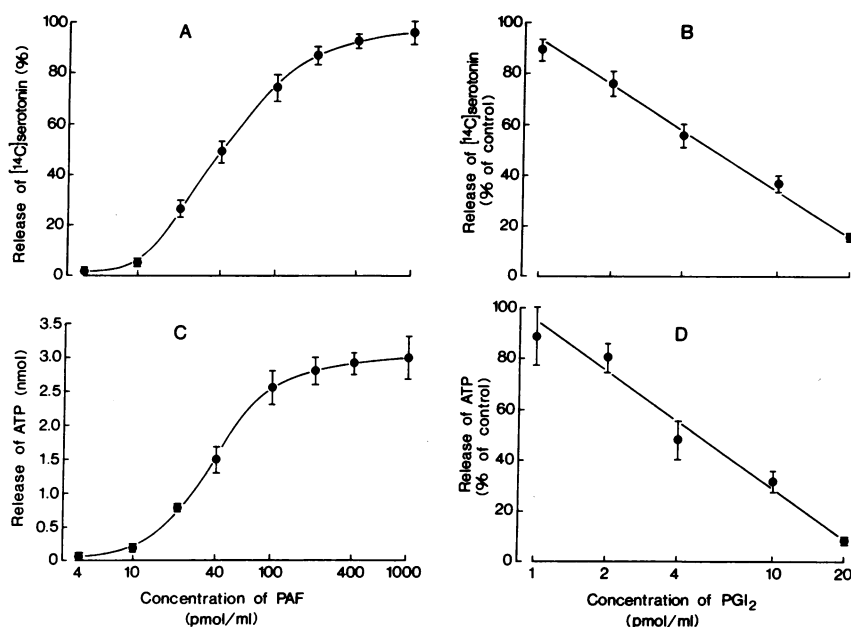 A
Release of [¹⁴C]serotonin (%)
100
80
60
40
20
0
B
Release of [¹⁴C]serotonin
(% of control)
100
80
60
40
20
0
C
Release of ATP (nmol)
3.5
3.0
2.5
2.0
1.5
1.0
0.5
0
4
10
40
100
400
1000
Concentration of PAF
(pmol/ml)
D
Release of ATP
(% of control)
100
80
60
40
20
0
1
2
4
10
20
Concentration of PGI₂
(pmol/ml)